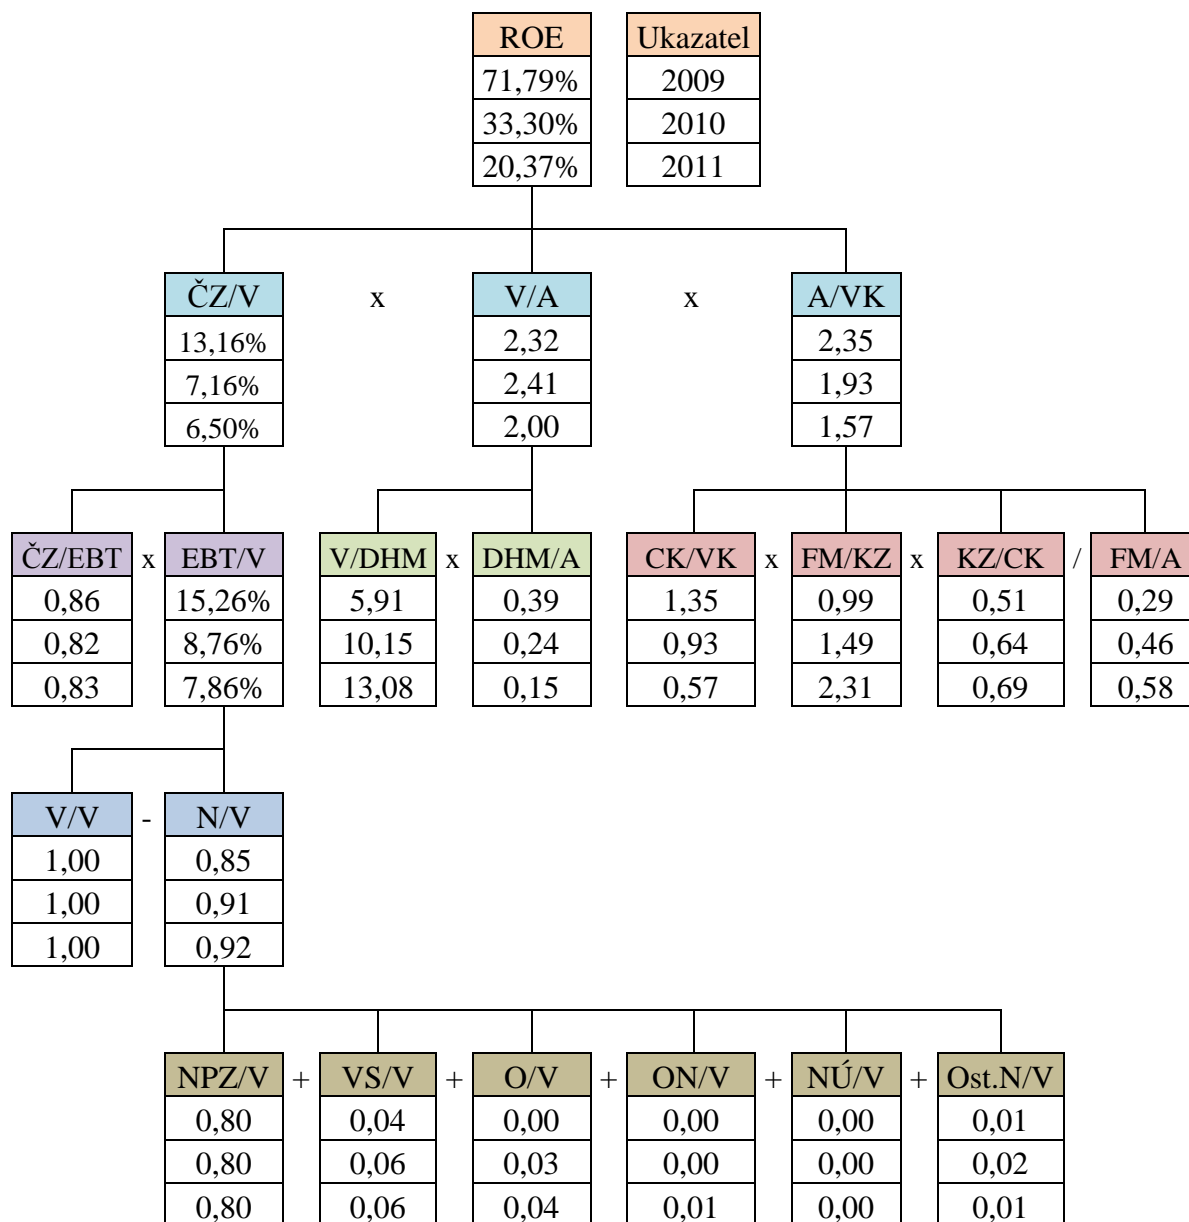 ROE Ukazatel
71,79% 2009
33,30% 2010
20,37% 2011
ČZ/V x V/A x A/VK
13,16% 2,32 2,35
7,16% 2,41 1,93
6,50% 2,00 1,57
ČZ/EBT x EBT/V V/DHM x DHM/A CK/VK x FM/KZ x KZ/CK / FM/A
0,86 15,26% 5,91 0,39 1,35 0,99 0,51 0,29
0,82 8,76% 10,15 0,24 0,93 1,49 0,64 0,46
0,83 7,86% 13,08 0,15 0,57 2,31 0,69 0,58
V/V - N/V
1,00 0,85
1,00 0,91
1,00 0,92
NPZ/V + VS/V + O/V + ON/V + NÚ/V + Ost.N/V
0,80 0,04 0,00 0,00 0,00 0,01
0,80 0,06 0,03 0,00 0,00 0,02
0,80 0,06 0,04 0,01 0,00 0,01